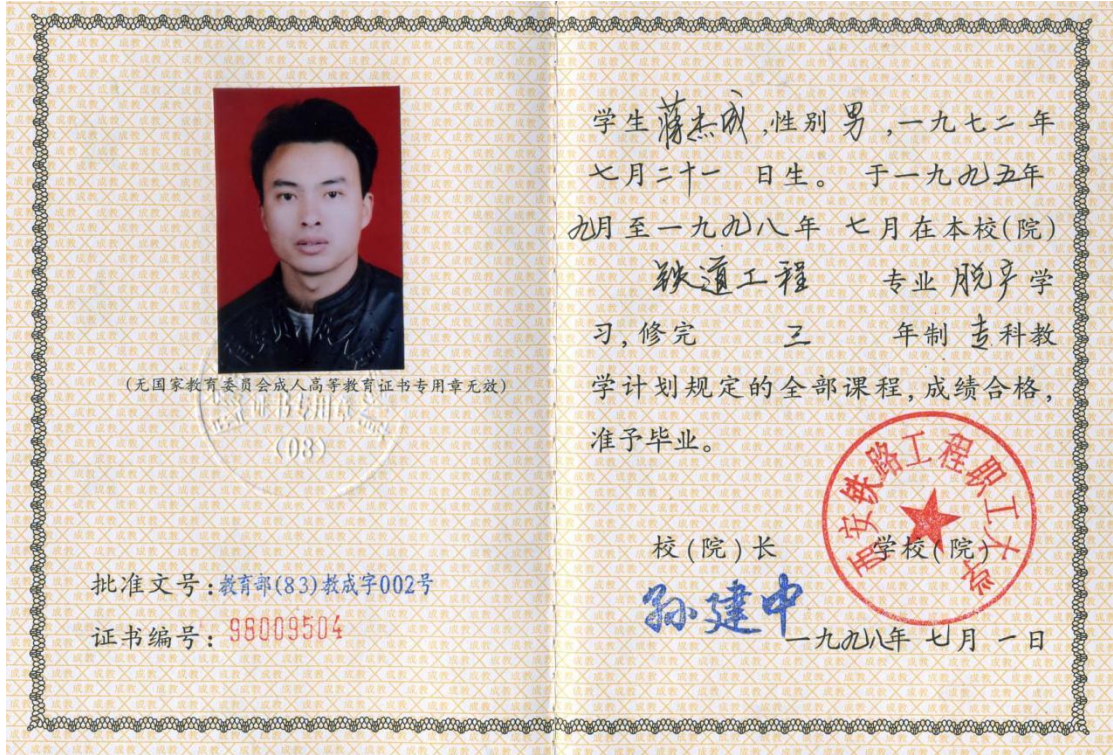 (无国家教育委员会成人高等教育证书专用章无效)
证书专用章
(08)
批准文号:教育部(83)教成字002号
证书编号:98009504
学生蒋杰成,性别男,一九七二年
七月二十一日生。于一九九五年
九月至一九九八年七月在本校(院)
铁道工程 专业脱产学
习,修完 三 年制专科教
学计划规定的全部课程,成绩合格,
准予毕业。
西安铁路工程职工大学
校(院)长 学校(院)
孙建中
一九九八年七月一日